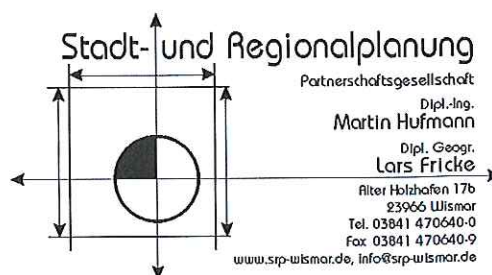 Stadt- und Regionalplanung
Partnerschaftsgesellschaft
Dipl.-Ing.
Martin Hufmann
Dipl. Geogr.
Lars Fricke
Alter Holzhafen 17b
23966 Wismar
Tel. 03841 470640-0
Fax 03841 470640-9
www.srp-wismar.de, info@srp-wismar.de